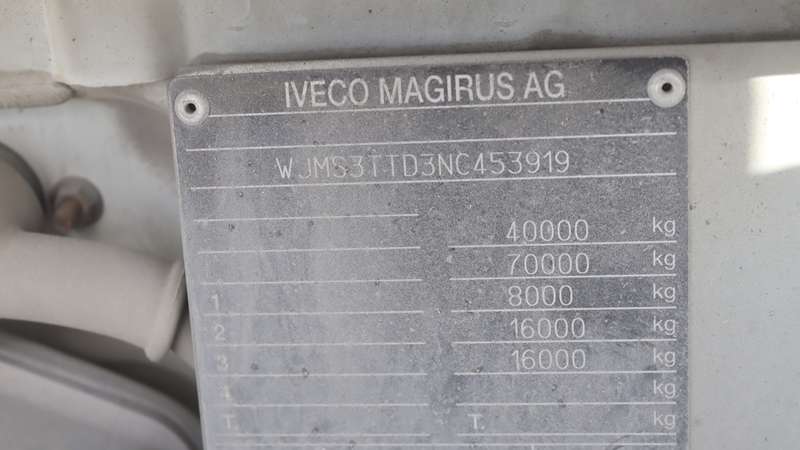 IVECO MAGIRUS AG
WJMS3TTD3NC453919
40000 kg
70000 kg
1 8000 kg
2 16000 kg
3 16000 kg
kg
T. T. kg